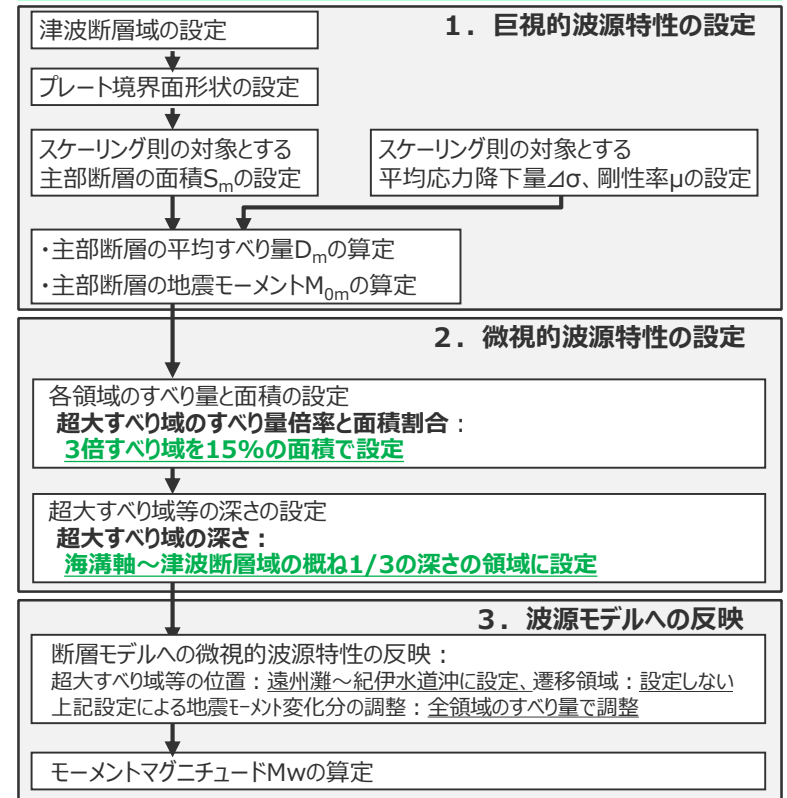 1. 巨視的波源特性の設定
津波断層域の設定
プレート境界面形状の設定
スケーリング則の対象とする
主部断層の面積Smの設定
スケーリング則の対象とする
平均応力降下量⊿σ、剛性率μの設定
・主部断層の平均すべり量Dmの算定
・主部断層の地震モーメントM0mの算定
2. 微視的波源特性の設定
各領域のすべり量と面積の設定
超大すべり域のすべり量倍率と面積割合：
3倍すべり域を15%の面積で設定
超大すべり域等の深さの設定
超大すべり域の深さ：
海溝軸～津波断層域の概ね1/3の深さの領域に設定
3. 波源モデルへの反映
断層モデルへの微視的波源特性の反映：
超大すべり域等の位置：遠州灘～紀伊水道沖に設定、遷移領域：設定しない
上記設定による地震ﾓｰﾒﾝﾄ変化分の調整：全領域のすべり量で調整
モーメントマグニチュードMwの算定